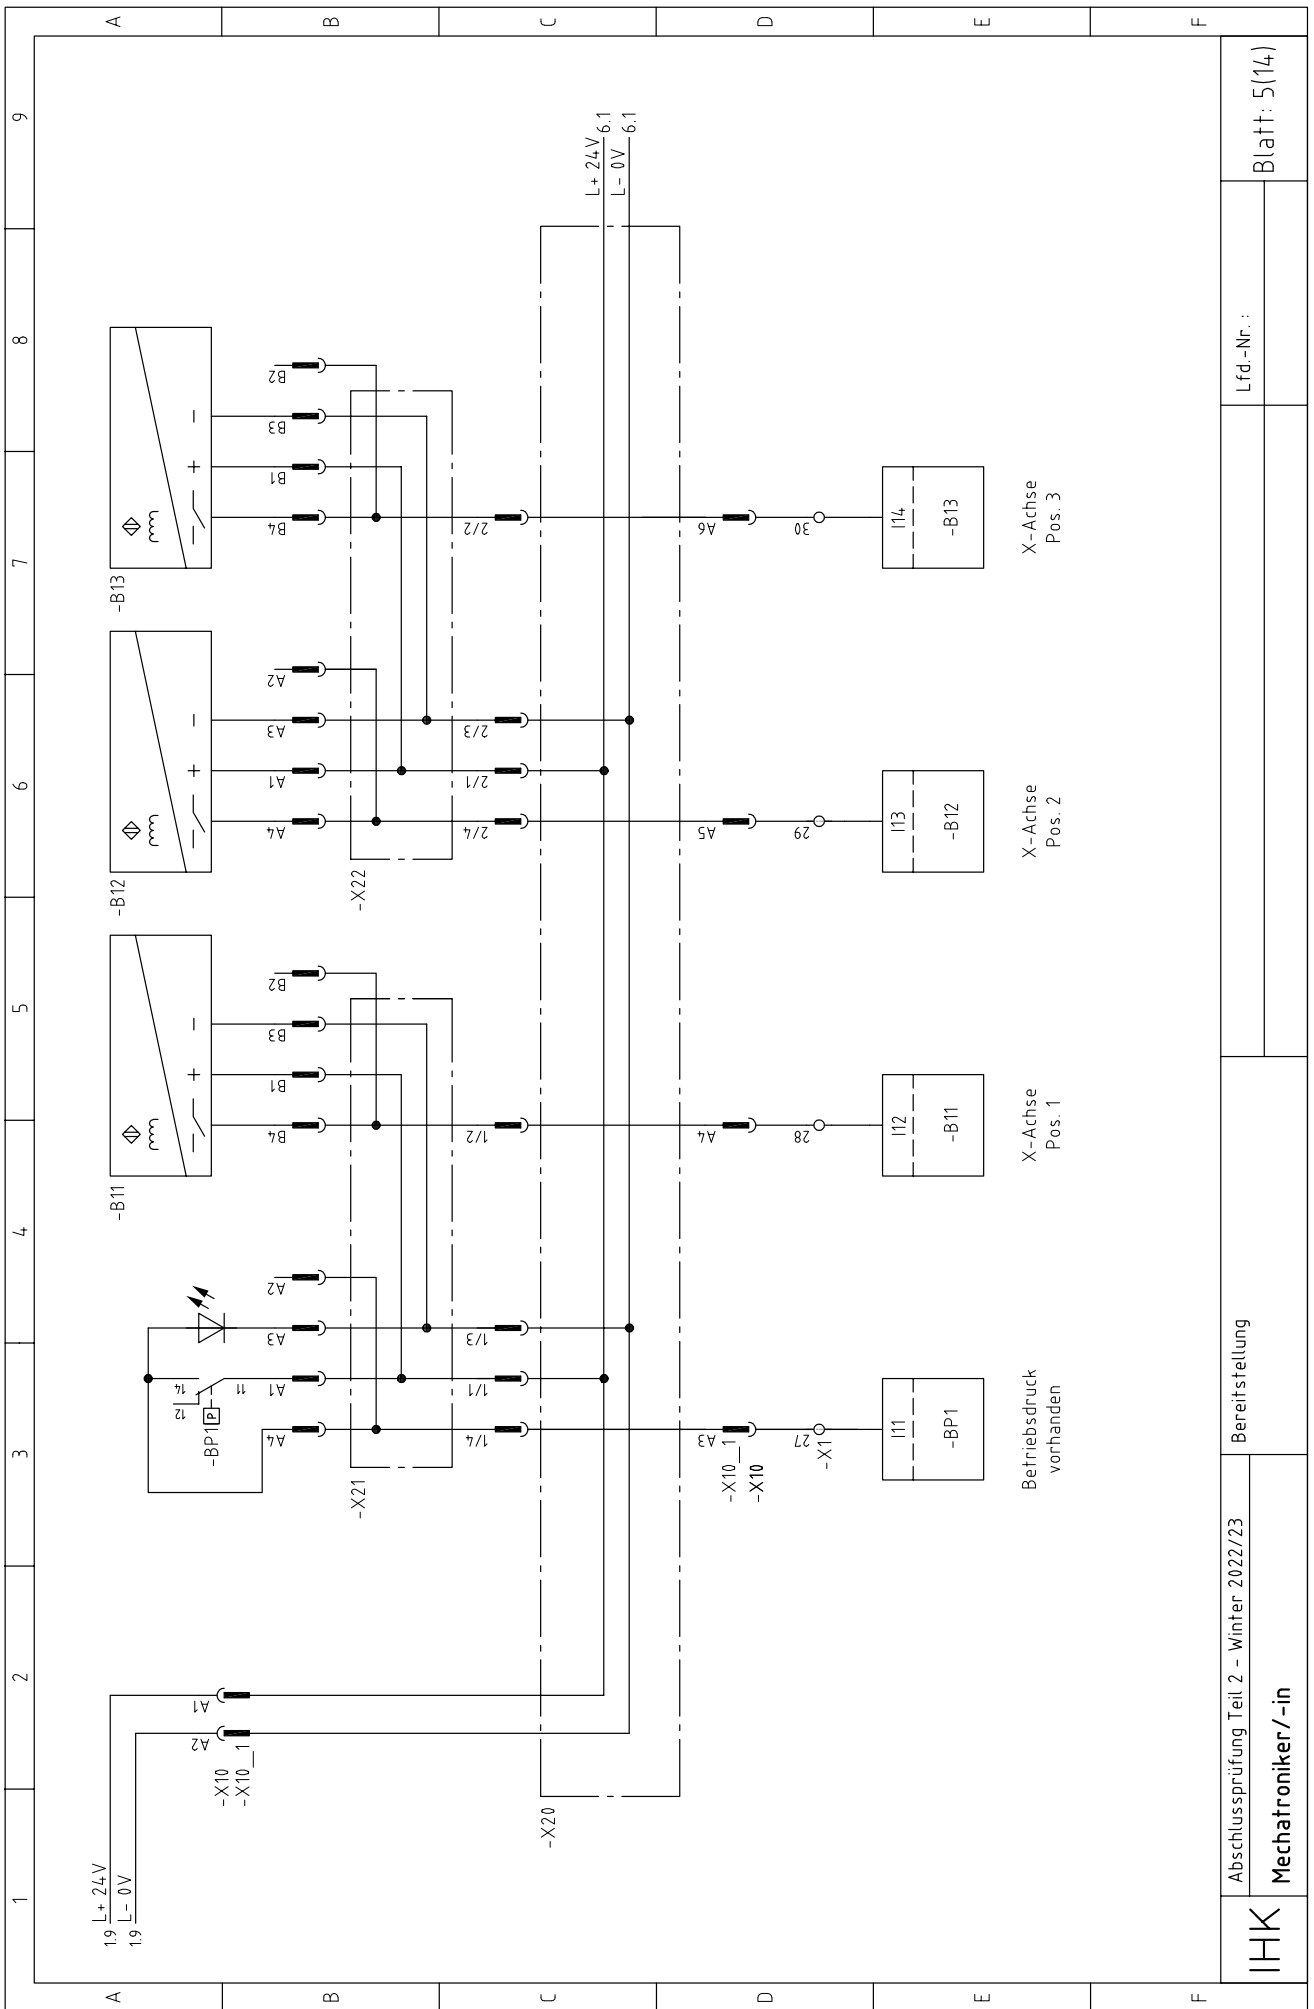 1 2 3 4 5 6 7 8 9
A A
B B
C C
D D
E
E
F F
1.9 L+ 24V
1.9 L- 0V
L+ 24V 6.1
L- 0V 6.1
-BP1 P
12 14 11
-B11
-B12
-B13
+ -
+ -
+ -
A2 A1
-X10
-X10__1
A4 A1 A3 A2
B4 B1 B3 B2
A4 A1 A3 A2
B4 B1 B3 B2
-X21
-X22
1/4 1/1 1/3 1/2
2/4 2/1 2/3 2/2
-X20
A3 A4 A5 A6
-X10__1
-X10
27 28 29 30
-X1
I11 I12 I13 I14
-BP1 -B11 -B12 -B13
Betriebsdruck
vorhanden
X-Achse
Pos. 1
X-Achse
Pos. 2
X-Achse
Pos. 3
IHK
Abschlussprüfung Teil 2 - Winter 2022/23
Mechatroniker/-in
Bereitstellung
Lfd.-Nr.:
Blatt: 5(14)